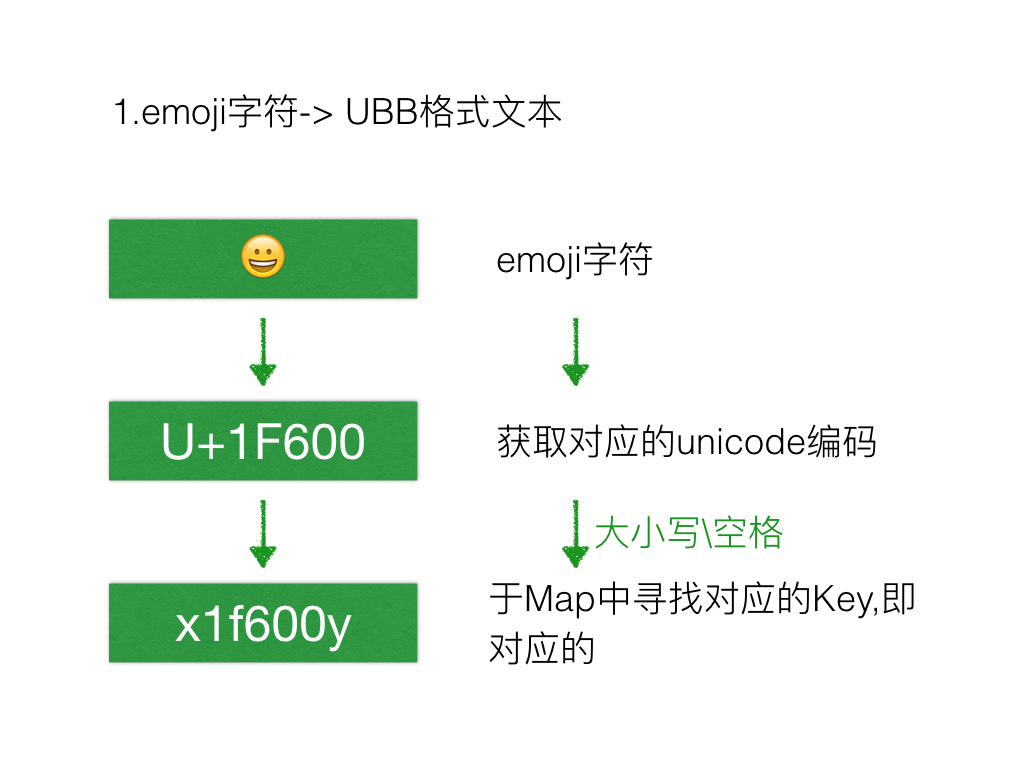 1.emoji字符-> UBB格式文本
😀
emoji字符
U+1F600
获取对应的unicode编码
大小写\空格
x1f600y
于Map中寻找对应的Key,即
对应的